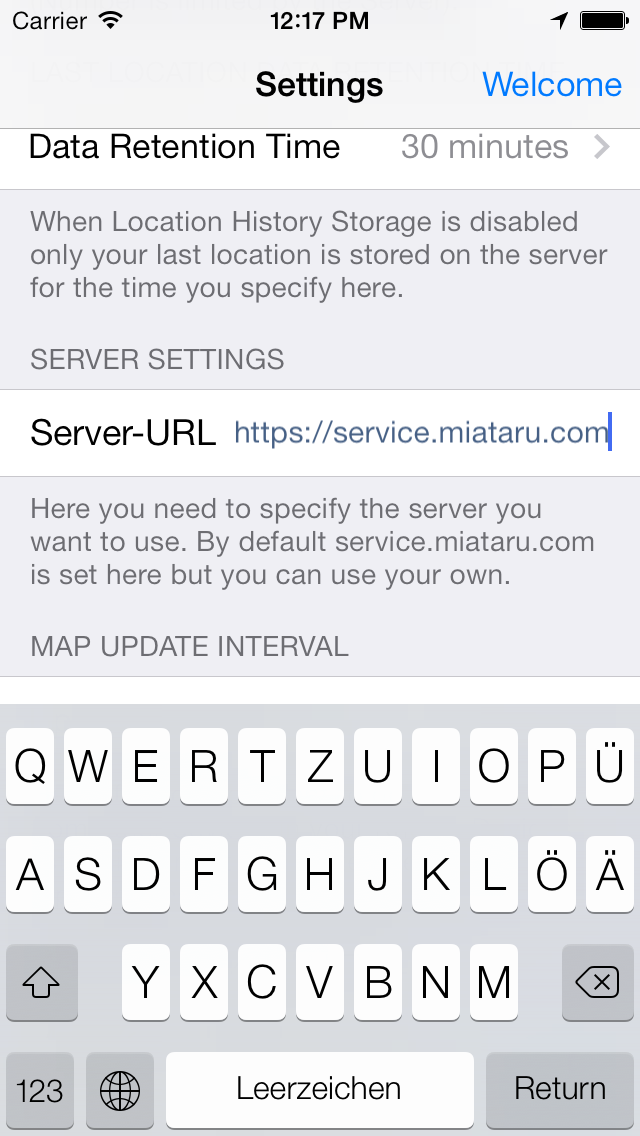 Carrier 12:17 PM
Settings Welcome
Data Retention Time 30 minutes
When Location History Storage is disabled
only your last location is stored on the server
for the time you specify here.
SERVER SETTINGS
Server-URL https://service.miataru.com
Here you need to specify the server you
want to use. By default service.miataru.com
is set here but you can use your own.
MAP UPDATE INTERVAL
Q W E R T Z U I O P Ü
A S D F G H J K L Ö Ä
Y X C V B N M
123 Leerzeichen Return